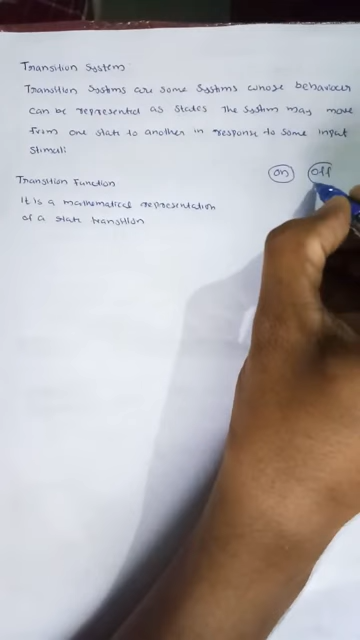 Transition System
Transition Systems are some Systems whose behaviour
can be represented as States The System may move
from one state to another in response to some input
Stimuli
on off
Transition Function
It is a mathematical representation
of a state transition